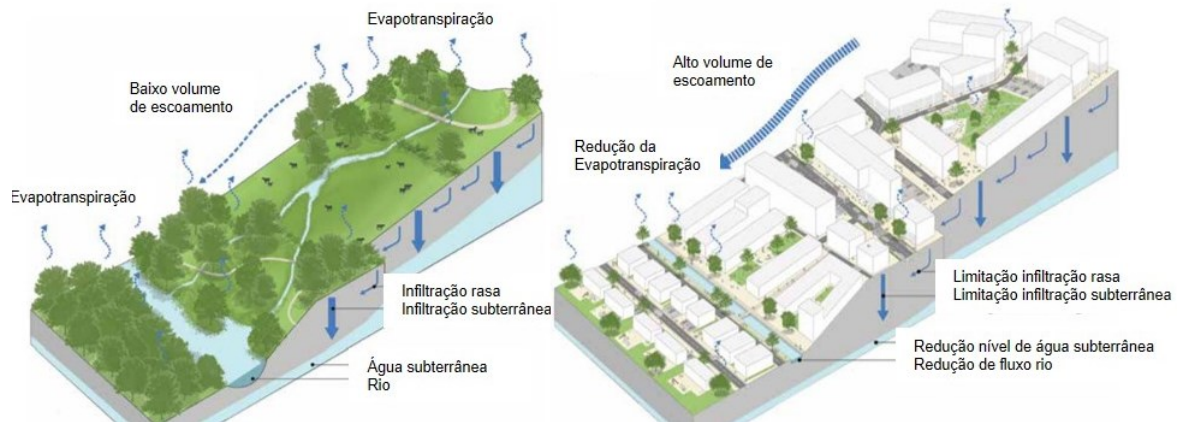 Evapotranspiração
Baixo volume
de escoamento
Evapotranspiração
Infiltração rasa
Infiltração subterrânea
Água subterrânea
Rio
Alto volume de
escoamento
Redução da
Evapotranspiração
Limitação infiltração rasa
Limitação infiltração subterrânea
Redução nível de água subterrânea
Redução de fluxo rio